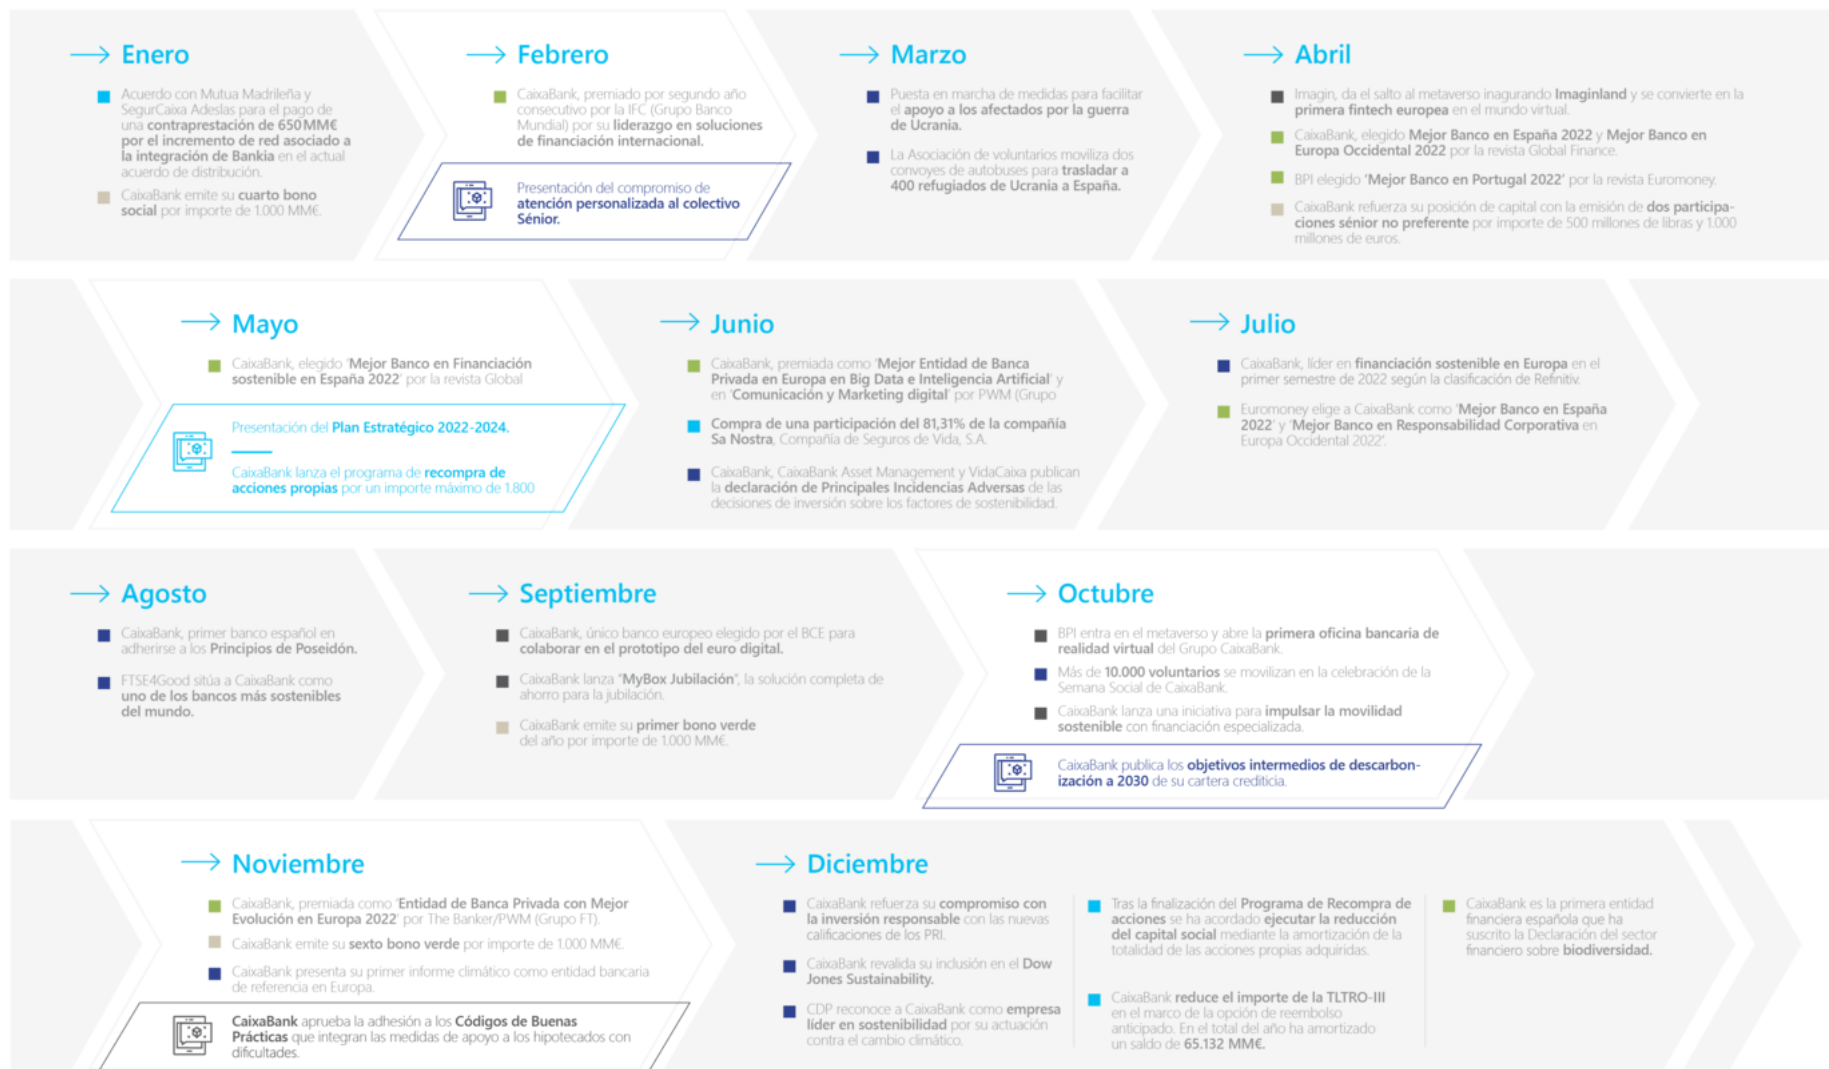 Enero
Acuerdo con Mutua Madrileña y
SegurCaixa Adeslas para el pago de
una contraprestación de 650MM€
por el incremento de red asociado a
la integración de Bankia en el actual
acuerdo de distribución.
CaixaBank emite su cuarto bono
social por importe de 1.000 MM€.
Febrero
CaixaBank, premiado por segundo año
consecutivo por la IFC (Grupo Banco
Mundial) por su liderazgo en soluciones
de financiación internacional.
Presentación del compromiso de
atención personalizada al colectivo
Sénior.
Marzo
Puesta en marcha de medidas para facilitar
el apoyo a los afectados por la guerra
de Ucrania.
La Asociación de voluntarios moviliza dos
convoyes de autobuses para trasladar a
400 refugiados de Ucrania a España.
Abril
Imagin, da el salto al metaverso inagurando Imaginland y se convierte en la
primera fintech europea en el mundo virtual.
CaixaBank, elegido Mejor Banco en España 2022 y Mejor Banco en
Europa Occidental 2022 por la revista Global Finance.
BPI elegido 'Mejor Banco en Portugal 2022' por la revista Euromoney.
CaixaBank refuerza su posición de capital con la emisión de dos participa-
ciones sénior no preferente por importe de 500 millones de libras y 1.000
millones de euros.
Mayo
CaixaBank, elegido 'Mejor Banco en Financiación
sostenible en España 2022' por la revista Global
Presentación del Plan Estratégico 2022-2024.
CaixaBank lanza el programa de recompra de
acciones propias por un importe máximo de 1.800
Junio
CaixaBank, premiada como 'Mejor Entidad de Banca
Privada en Europa en Big Data e Inteligencia Artificial' y
en 'Comunicación y Marketing digital' por PWM (Grupo
Compra de una participación del 81,31% de la compañía
Sa Nostra, Compañía de Seguros de Vida, S.A.
CaixaBank, CaixaBank Asset Management y VidaCaixa publican
la declaración de Principales Incidencias Adversas de las
decisiones de inversión sobre los factores de sostenibilidad.
Julio
CaixaBank, líder en financiación sostenible en Europa en el
primer semestre de 2022 según la clasificación de Refinitiv.
Euromoney elige a CaixaBank como 'Mejor Banco en España
2022' y 'Mejor Banco en Responsabilidad Corporativa en
Europa Occidental 2022'.
Agosto
CaixaBank, primer banco español en
adherirse a los Principios de Poseidón.
FTSE4Good sitúa a CaixaBank como
uno de los bancos más sostenibles
del mundo.
Septiembre
CaixaBank, único banco europeo elegido por el BCE para
colaborar en el prototipo del euro digital.
CaixaBank lanza "MyBox Jubilación", la solución completa de
ahorro para la jubilación.
CaixaBank emite su primer bono verde
del año por importe de 1.000 MM€.
Octubre
BPI entra en el metaverso y abre la primera oficina bancaria de
realidad virtual del Grupo CaixaBank.
Más de 10.000 voluntarios se movilizan en la celebración de la
Semana Social de CaixaBank.
CaixaBank lanza una iniciativa para impulsar la movilidad
sostenible con financiación especializada.
CaixaBank publica los objetivos intermedios de descarbon-
ización a 2030 de su cartera crediticia.
Noviembre
CaixaBank, premiada como 'Entidad de Banca Privada con Mejor
Evolución en Europa 2022' por The Banker/PWM (Grupo FT).
CaixaBank emite su sexto bono verde por importe de 1.000 MM€.
CaixaBank presenta su primer informe climático como entidad bancaria
de referencia en Europa.
CaixaBank aprueba la adhesión a los Códigos de Buenas
Prácticas que integran las medidas de apoyo a los hipotecados con
dificultades.
Diciembre
CaixaBank refuerza su compromiso con
la inversión responsable con las nuevas
calificaciones de los PRI.
CaixaBank revalida su inclusión en el Dow
Jones Sustainability.
CDP reconoce a CaixaBank como empresa
líder en sostenibilidad por su actuación
contra el cambio climático.
Tras la finalización del Programa de Recompra de
acciones se ha acordado ejecutar la reducción
del capital social mediante la amortización de la
totalidad de las acciones propias adquiridas.
CaixaBank reduce el importe de la TLTRO-III
en el marco de la opción de reembolso
anticipado. En el total del año ha amortizado
un saldo de 65.132 MM€.
CaixaBank es la primera entidad
financiera española que ha
suscrito la Declaración del sector
financiero sobre biodiversidad.